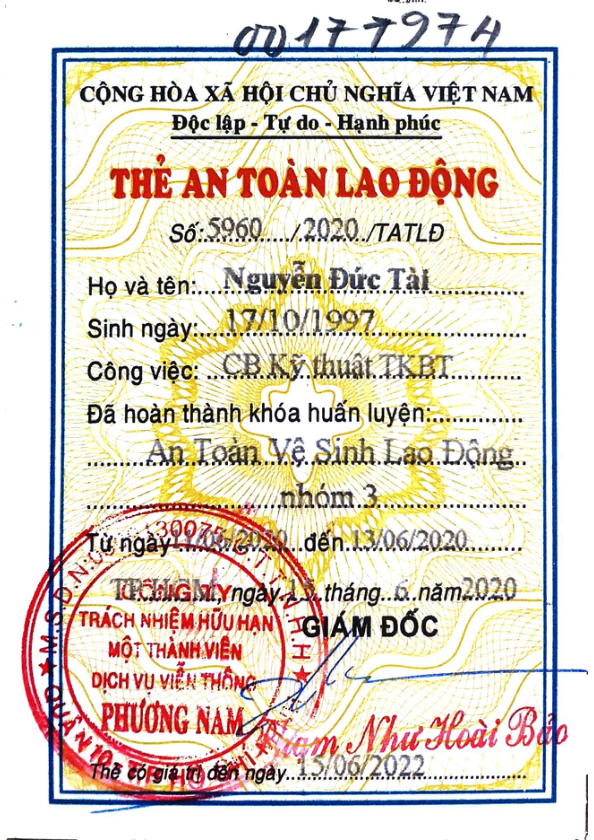 00177974
CỘNG HÒA XÃ HỘI CHỦ NGHĨA VIỆT NAM
Độc lập - Tự do - Hạnh phúc
THẺ AN TOÀN LAO ĐỘNG
Số:5960...../.2020../TATLĐ
Họ và tên:....Nguyễn Đức Tài
Sinh ngày:....17/10/1997
Công việc: CB Kỹ thuật TKBT
Đã hoàn thành khóa huấn luyện:
An Toàn Vệ Sinh Lao Động
nhóm 3
Từ ngày 11/06/2020 đến 13/06/2020
TP.HCM, ngày 15 tháng 6 năm 2020
GIÁM ĐỐC
CÔNG TY
TRÁCH NHIỆM HỮU HẠN
MỘT THÀNH VIÊN
DỊCH VỤ VIỄN THÔNG
PHƯƠNG NAM
Như Hoài Bảo
Thẻ có giá trị đến ngày 15/06/2022